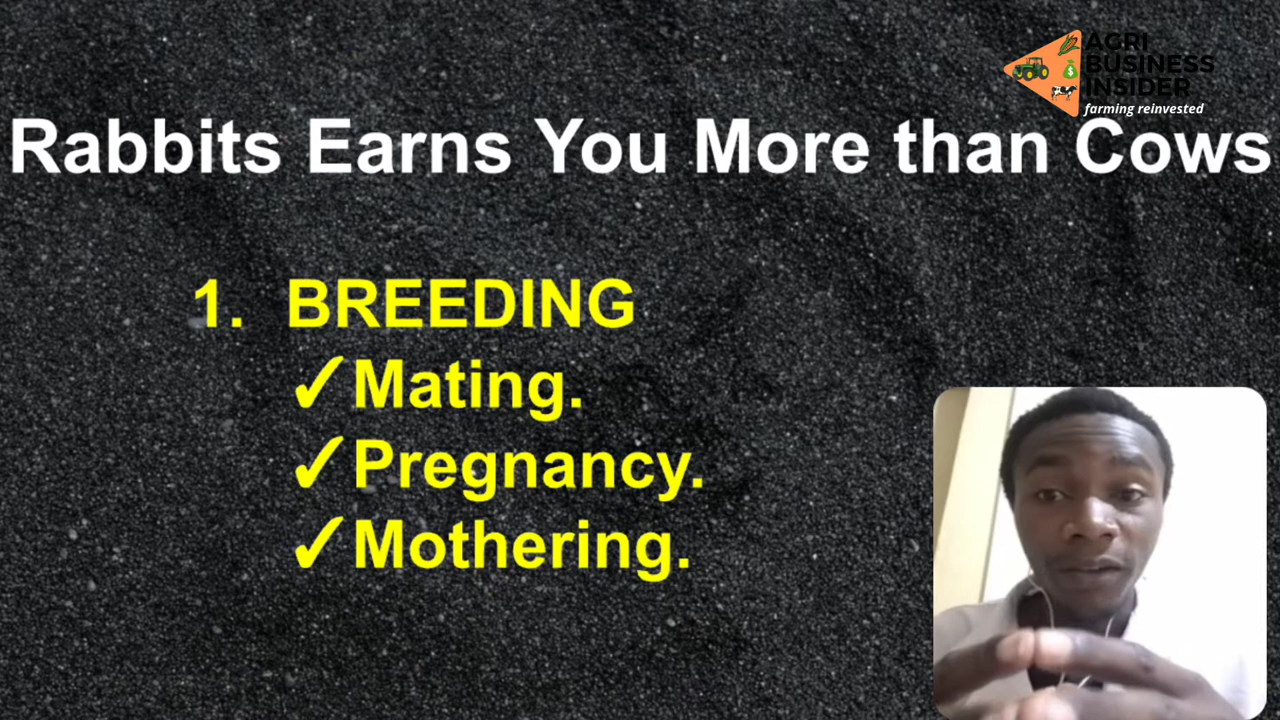 AGRI
BUSINESS
INSIDER
farming reinvested
Rabbits Earns You More than Cows
1. BREEDING
✓Mating.
✓Pregnancy.
✓Mothering.